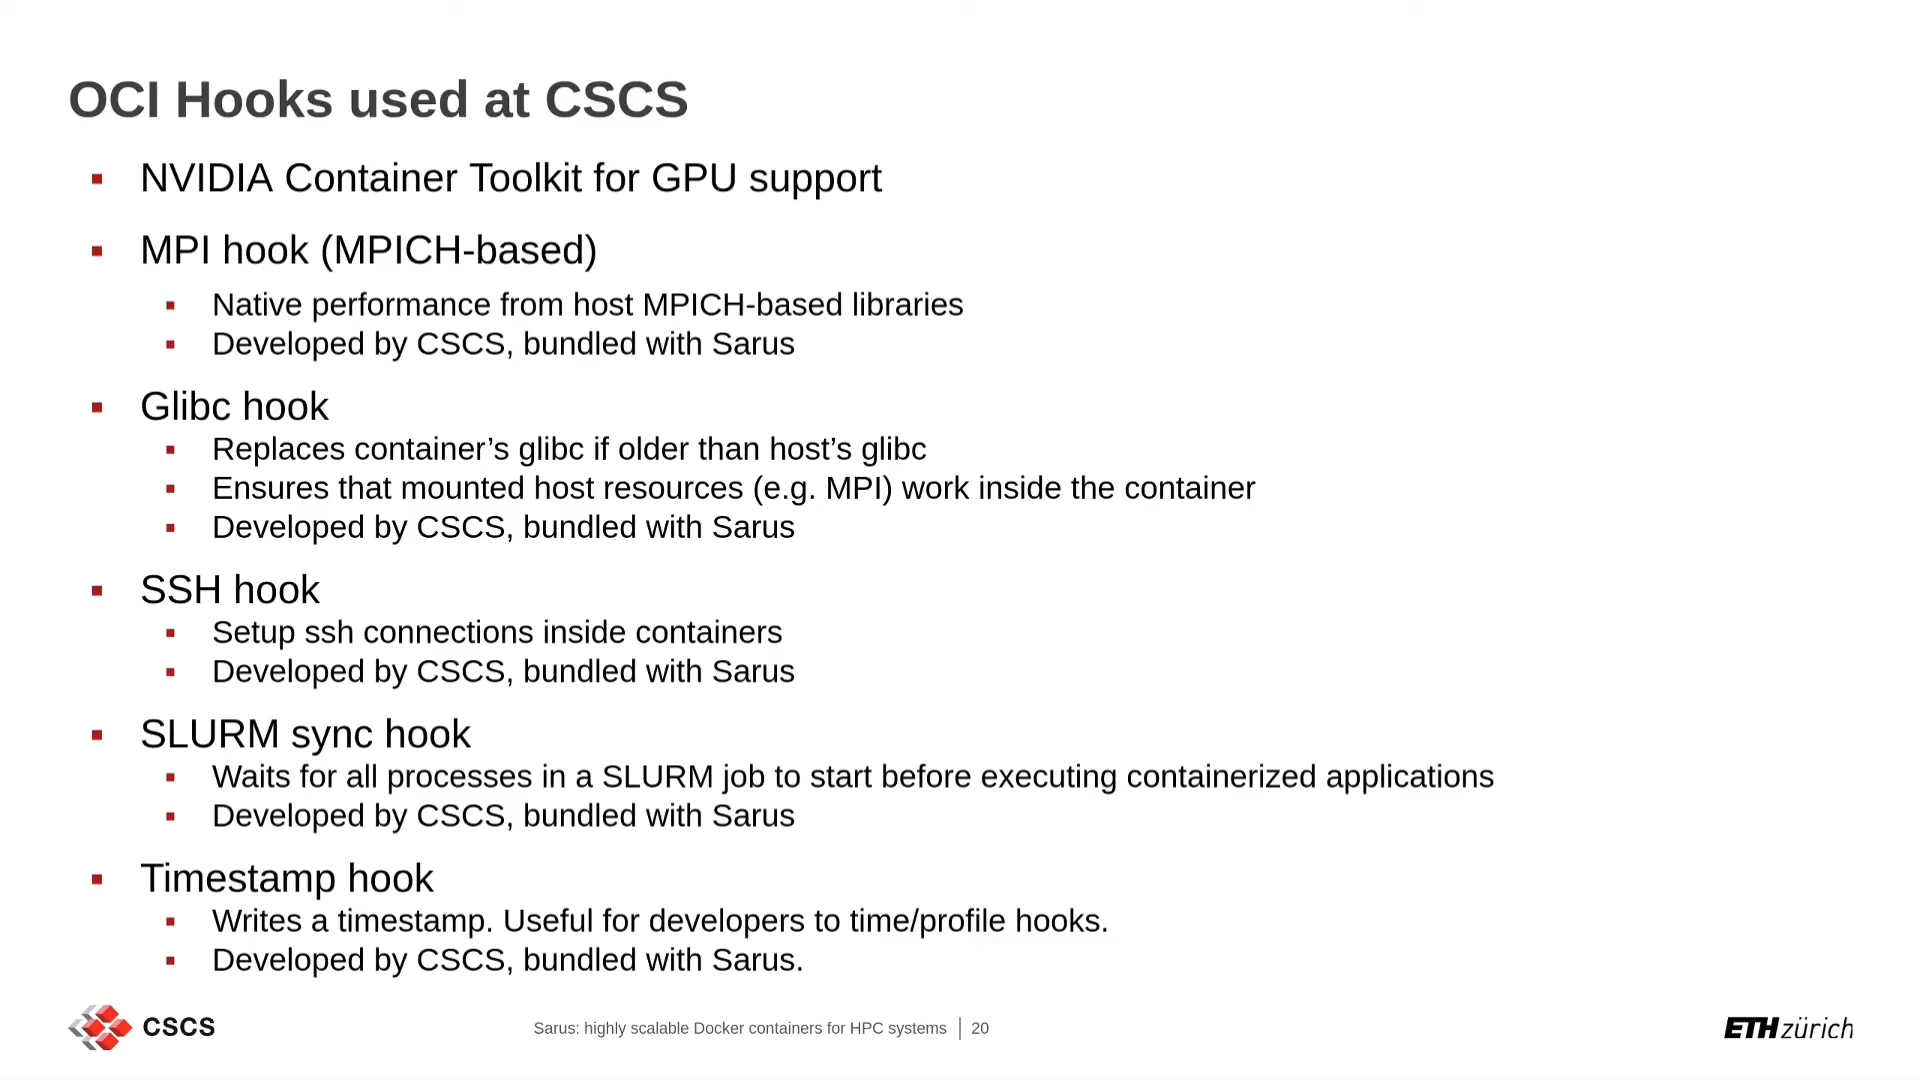 OCI Hooks used at CSCS
▪ NVIDIA Container Toolkit for GPU support
▪ MPI hook (MPICH-based)
▪ Native performance from host MPICH-based libraries
▪ Developed by CSCS, bundled with Sarus
▪ Glibc hook
▪ Replaces container’s glibc if older than host’s glibc
▪ Ensures that mounted host resources (e.g. MPI) work inside the container
▪ Developed by CSCS, bundled with Sarus
▪ SSH hook
▪ Setup ssh connections inside containers
▪ Developed by CSCS, bundled with Sarus
▪ SLURM sync hook
▪ Waits for all processes in a SLURM job to start before executing containerized applications
▪ Developed by CSCS, bundled with Sarus
▪ Timestamp hook
▪ Writes a timestamp. Useful for developers to time/profile hooks.
▪ Developed by CSCS, bundled with Sarus.
CSCS
Sarus: highly scalable Docker containers for HPC systems | 20
ETH zürich